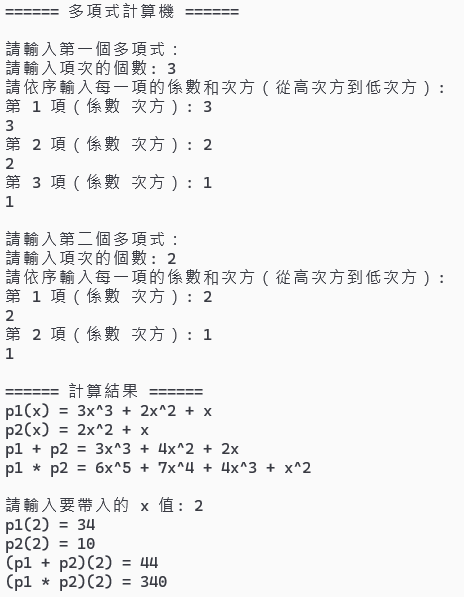 ====== 多項式計算機 ======
請輸入第一個多項式：
請輸入項次的個數: 3
請依序輸入每一項的係數和次方（從高次方到低次方）:
第 1 項（係數 次方）: 3
3
第 2 項（係數 次方）: 2
2
第 3 項（係數 次方）: 1
1
請輸入第二個多項式：
請輸入項次的個數: 2
請依序輸入每一項的係數和次方（從高次方到低次方）:
第 1 項（係數 次方）: 2
2
第 2 項（係數 次方）: 1
1
====== 計算結果 ======
p1(x) = 3x^3 + 2x^2 + x
p2(x) = 2x^2 + x
p1 + p2 = 3x^3 + 4x^2 + 2x
p1 * p2 = 6x^5 + 7x^4 + 4x^3 + x^2
請輸入要帶入的 x 值: 2
p1(2) = 34
p2(2) = 10
(p1 + p2)(2) = 44
(p1 * p2)(2) = 340